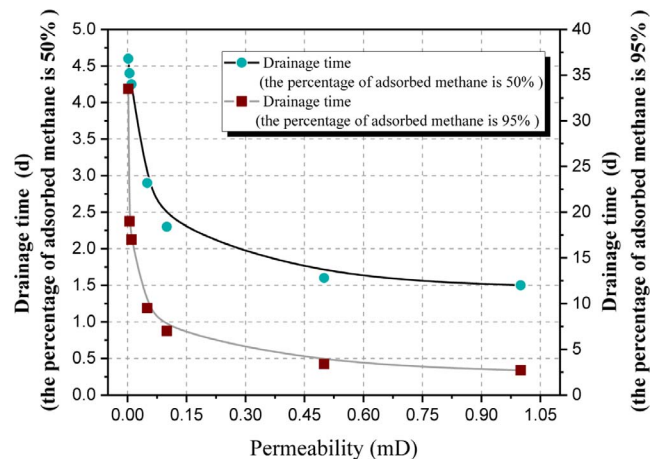 Drainage time (d)
(the percentage of adsorbed methane is 50%)
5.0
4.5
4.0
3.5
3.0
2.5
2.0
1.5
1.0
0.5
0.0
Drainage time
(the percentage of adsorbed methane is 50% )
Drainage time
(the percentage of adsorbed methane is 95% )
40
35
30
25
20
15
10
5
0
Drainage time (d)
(the percentage of adsorbed methane is 95%)
0.00 0.15 0.30 0.45 0.60 0.75 0.90 1.05
Permeability (mD)